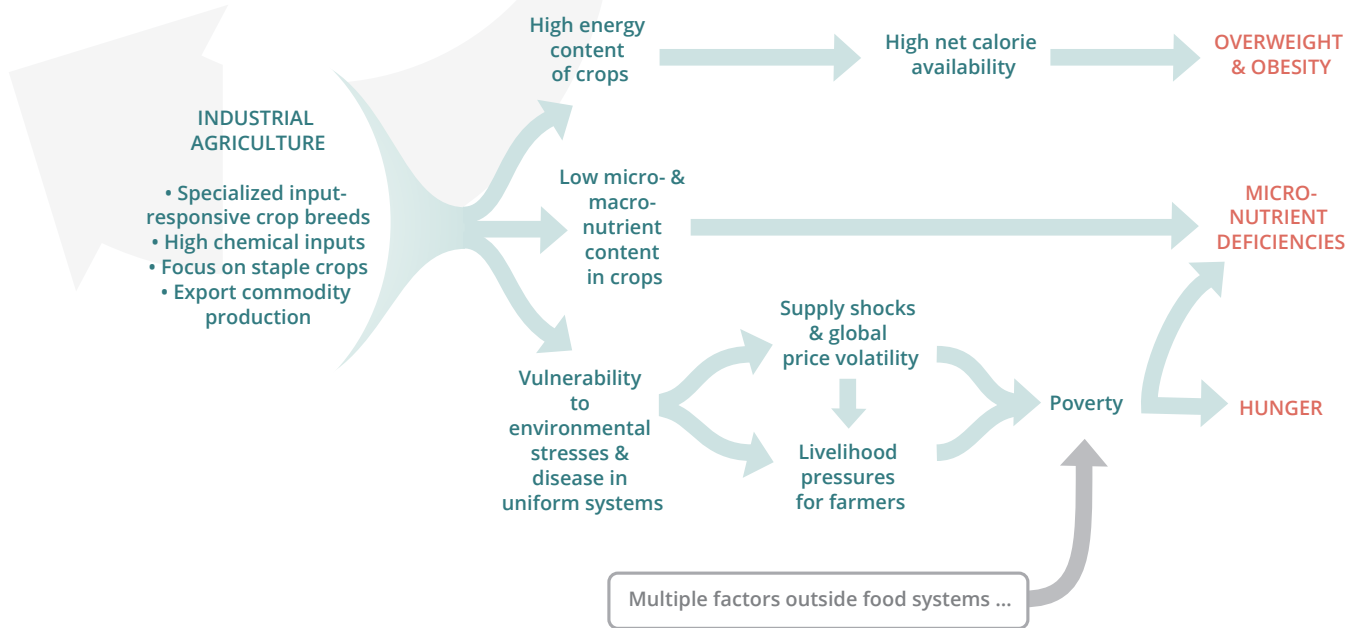 INDUSTRIAL
AGRICULTURE
• Specialized input-
responsive crop breeds
• High chemical inputs
• Focus on staple crops
• Export commodity
production
High energy
content
of crops
High net calorie
availability
OVERWEIGHT
& OBESITY
Low micro- &
macro-
nutrient
content
in crops
MICRO-
NUTRIENT
DEFICIENCIES
Vulnerability
to
environmental
stresses &
disease in
uniform systems
Supply shocks
& global
price volatility
Livelihood
pressures
for farmers
Poverty
HUNGER
Multiple factors outside food systems ...